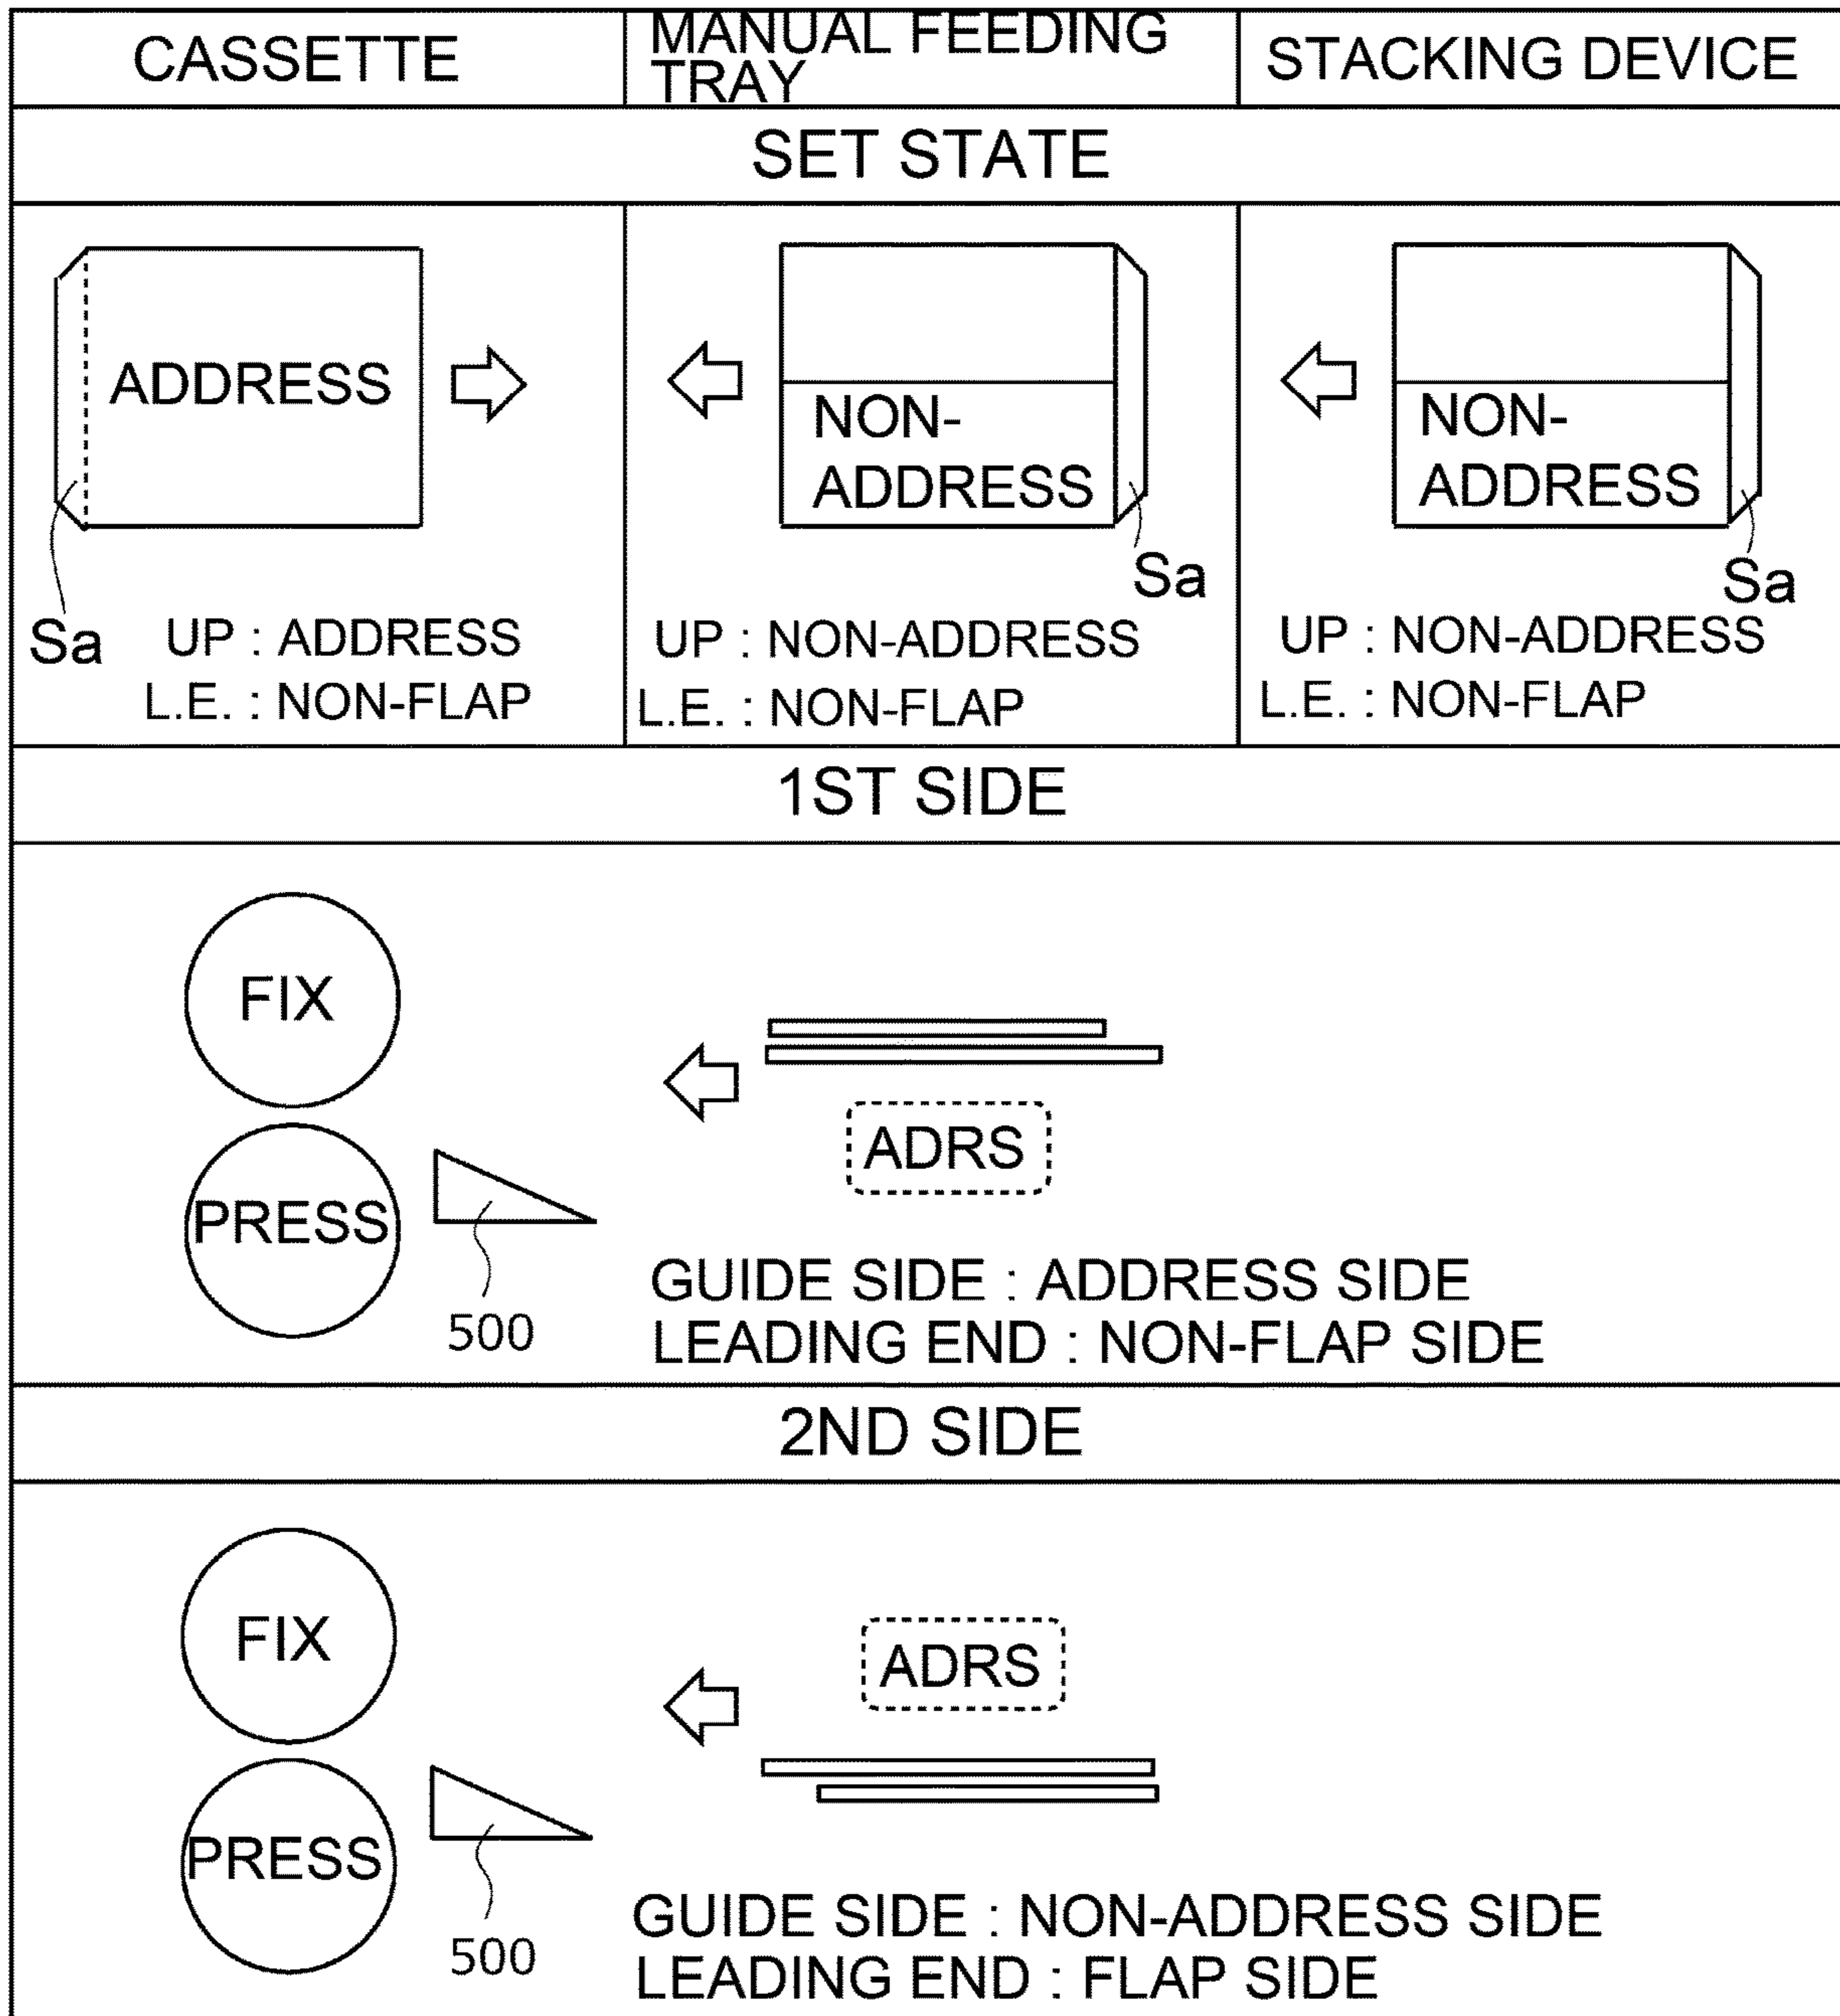 CASSETTE
MANUAL FEEDING
TRAY
STACKING DEVICE
SET STATE
ADDRESS
Sa
UP : ADDRESS
L.E. : NON-FLAP
NON-
ADDRESS
Sa
UP : NON-ADDRESS
L.E. : NON-FLAP
NON-
ADDRESS
Sa
UP : NON-ADDRESS
L.E. : NON-FLAP
1ST SIDE
FIX
PRESS
500
ADRS
GUIDE SIDE : ADDRESS SIDE
LEADING END : NON-FLAP SIDE
2ND SIDE
FIX
PRESS
500
ADRS
GUIDE SIDE : NON-ADDRESS SIDE
LEADING END : FLAP SIDE